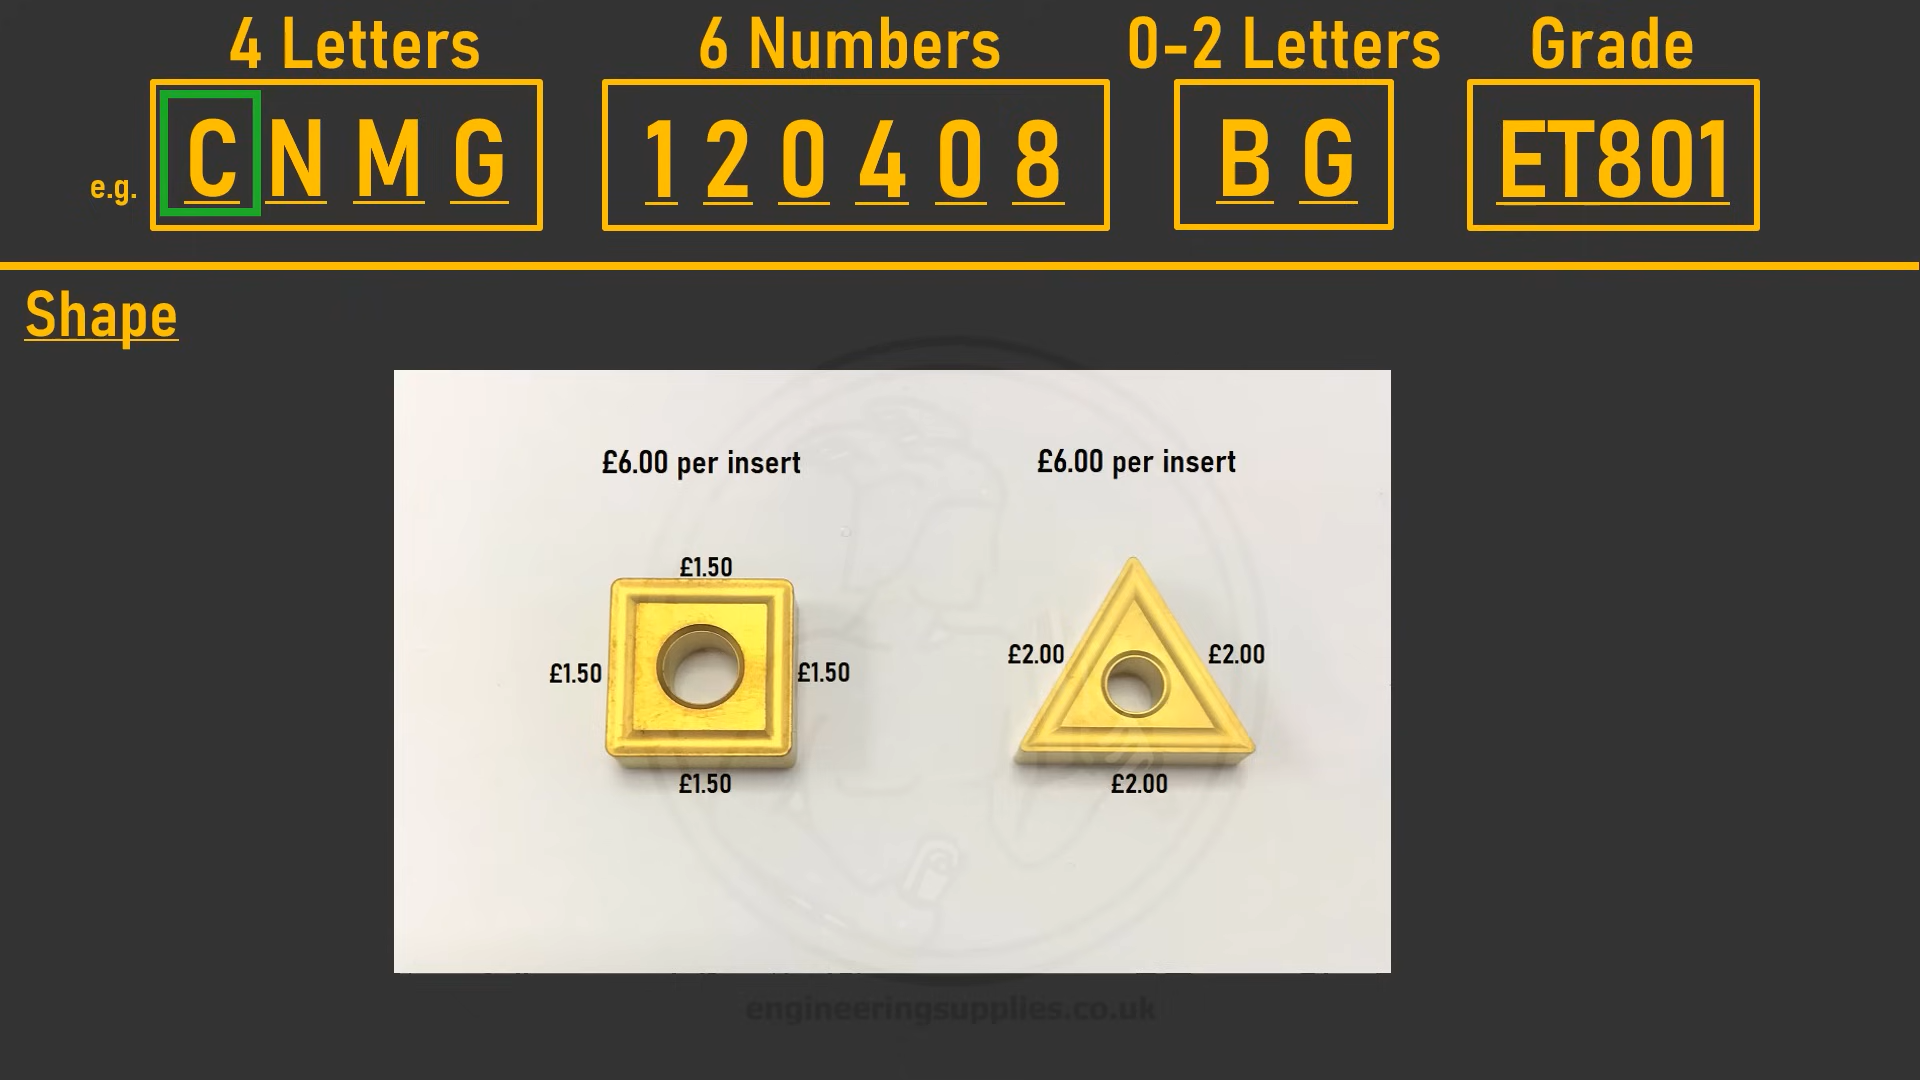 4 Letters 6 Numbers 0-2 Letters Grade
e.g. C N M G 1 2 0 4 0 8 B G ET801
Shape
£6.00 per insert £6.00 per insert
£1.50
£2.00 £2.00
£1.50 £1.50
£1.50 £2.00
engineeringsupplies.co.uk